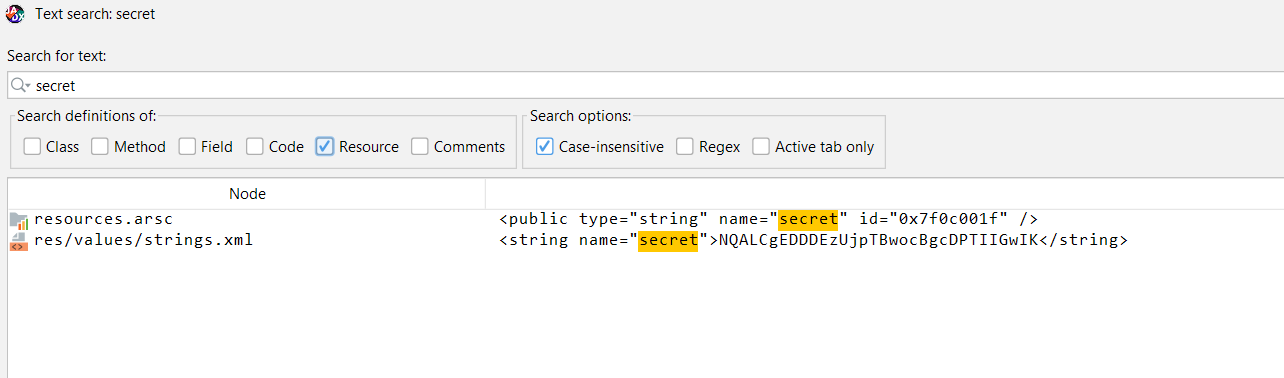 Text search: secret
Search for text:
secret
Search definitions of: Search options:
Class Method Field Code Resource Comments Case-insensitive Regex Active tab only
Node
resources.arsc <public type="string" name="secret" id="0x7f0c001f" />
res/values/strings.xml <string name="secret">NQALCgEDDDEzUjpTBwocBgcDPTIIGwIK</string>